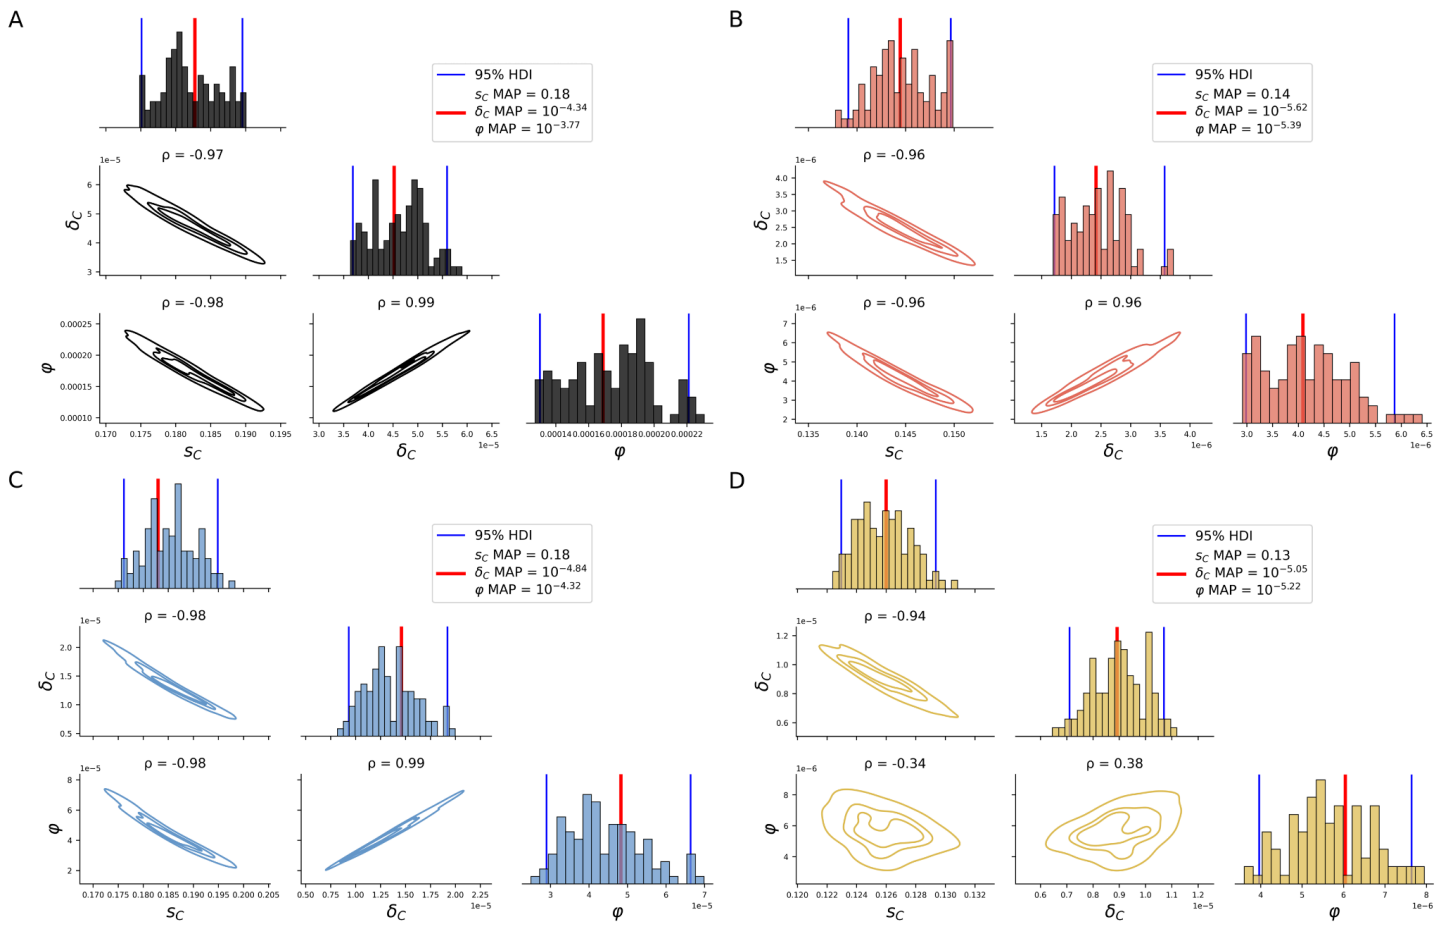 A
95% HDI
s_C MAP = 0.18
δ_C MAP = 10^−4.34
φ MAP = 10^−3.77
ρ = -0.97
1e−5
δ_C
6
5
4
3
ρ = -0.98
ρ = 0.99
φ
0.00025
0.00020
0.00015
0.00010
0.170 0.175 0.180 0.185 0.190 0.195
s_C
3.0 3.5 4.0 4.5 5.0 5.5 6.0 6.5
1e−5
δ_C
0.00014 0.00016 0.00018 0.00020 0.00022
φ
B
95% HDI
s_C MAP = 0.14
δ_C MAP = 10^−5.62
φ MAP = 10^−5.39
ρ = -0.96
1e−6
δ_C
4.0
3.5
3.0
2.5
2.0
1.5
ρ = -0.96
ρ = 0.96
1e−6
φ
7
6
5
4
3
2
0.135 0.140 0.145 0.150
s_C
1.5 2.0 2.5 3.0 3.5 4.0
1e−6
δ_C
3.0 3.5 4.0 4.5 5.0 5.5 6.0 6.5
1e−6
φ
C
95% HDI
s_C MAP = 0.18
δ_C MAP = 10^−4.84
φ MAP = 10^−4.32
ρ = -0.98
1e−5
δ_C
2.0
1.5
1.0
0.5
ρ = -0.98
ρ = 0.99
1e−5
φ
8
6
4
2
0.170 0.175 0.180 0.185 0.190 0.195 0.200 0.205
s_C
0.50 0.75 1.00 1.25 1.50 1.75 2.00 2.25
1e−5
δ_C
3 4 5 6 7
1e−5
φ
D
95% HDI
s_C MAP = 0.13
δ_C MAP = 10^−5.05
φ MAP = 10^−5.22
ρ = -0.94
1e−5
δ_C
1.2
1.0
0.8
0.6
ρ = -0.34
ρ = 0.38
1e−6
φ
8
6
4
0.120 0.122 0.124 0.126 0.128 0.130 0.132
s_C
0.6 0.7 0.8 0.9 1.0 1.1 1.2
1e−5
δ_C
4 5 6 7 8
1e−6
φ